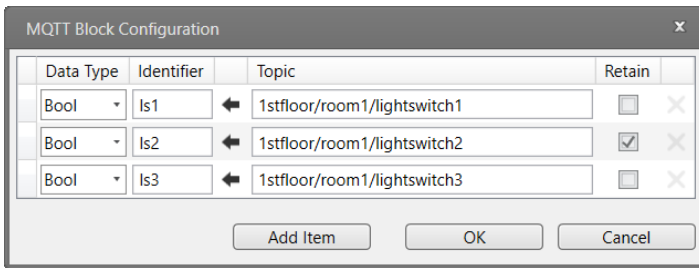 MQTT Block Configuration x
Data Type Identifier Topic Retain
Bool ls1 1stfloor/room1/lightswitch1
Bool ls2 1stfloor/room1/lightswitch2
Bool ls3 1stfloor/room1/lightswitch3
Add Item OK Cancel